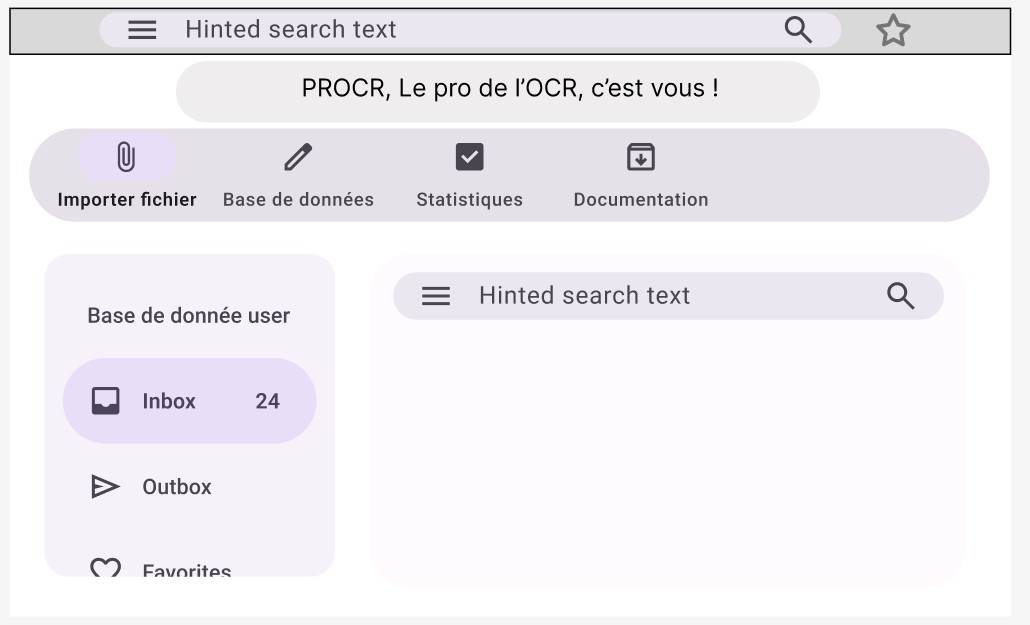 Hinted search text
PROCR, Le pro de l’OCR, c’est vous !
Importer fichier
Base de données
Statistiques
Documentation
Base de donnée user
Inbox 24
Outbox
Favorites
Hinted search text